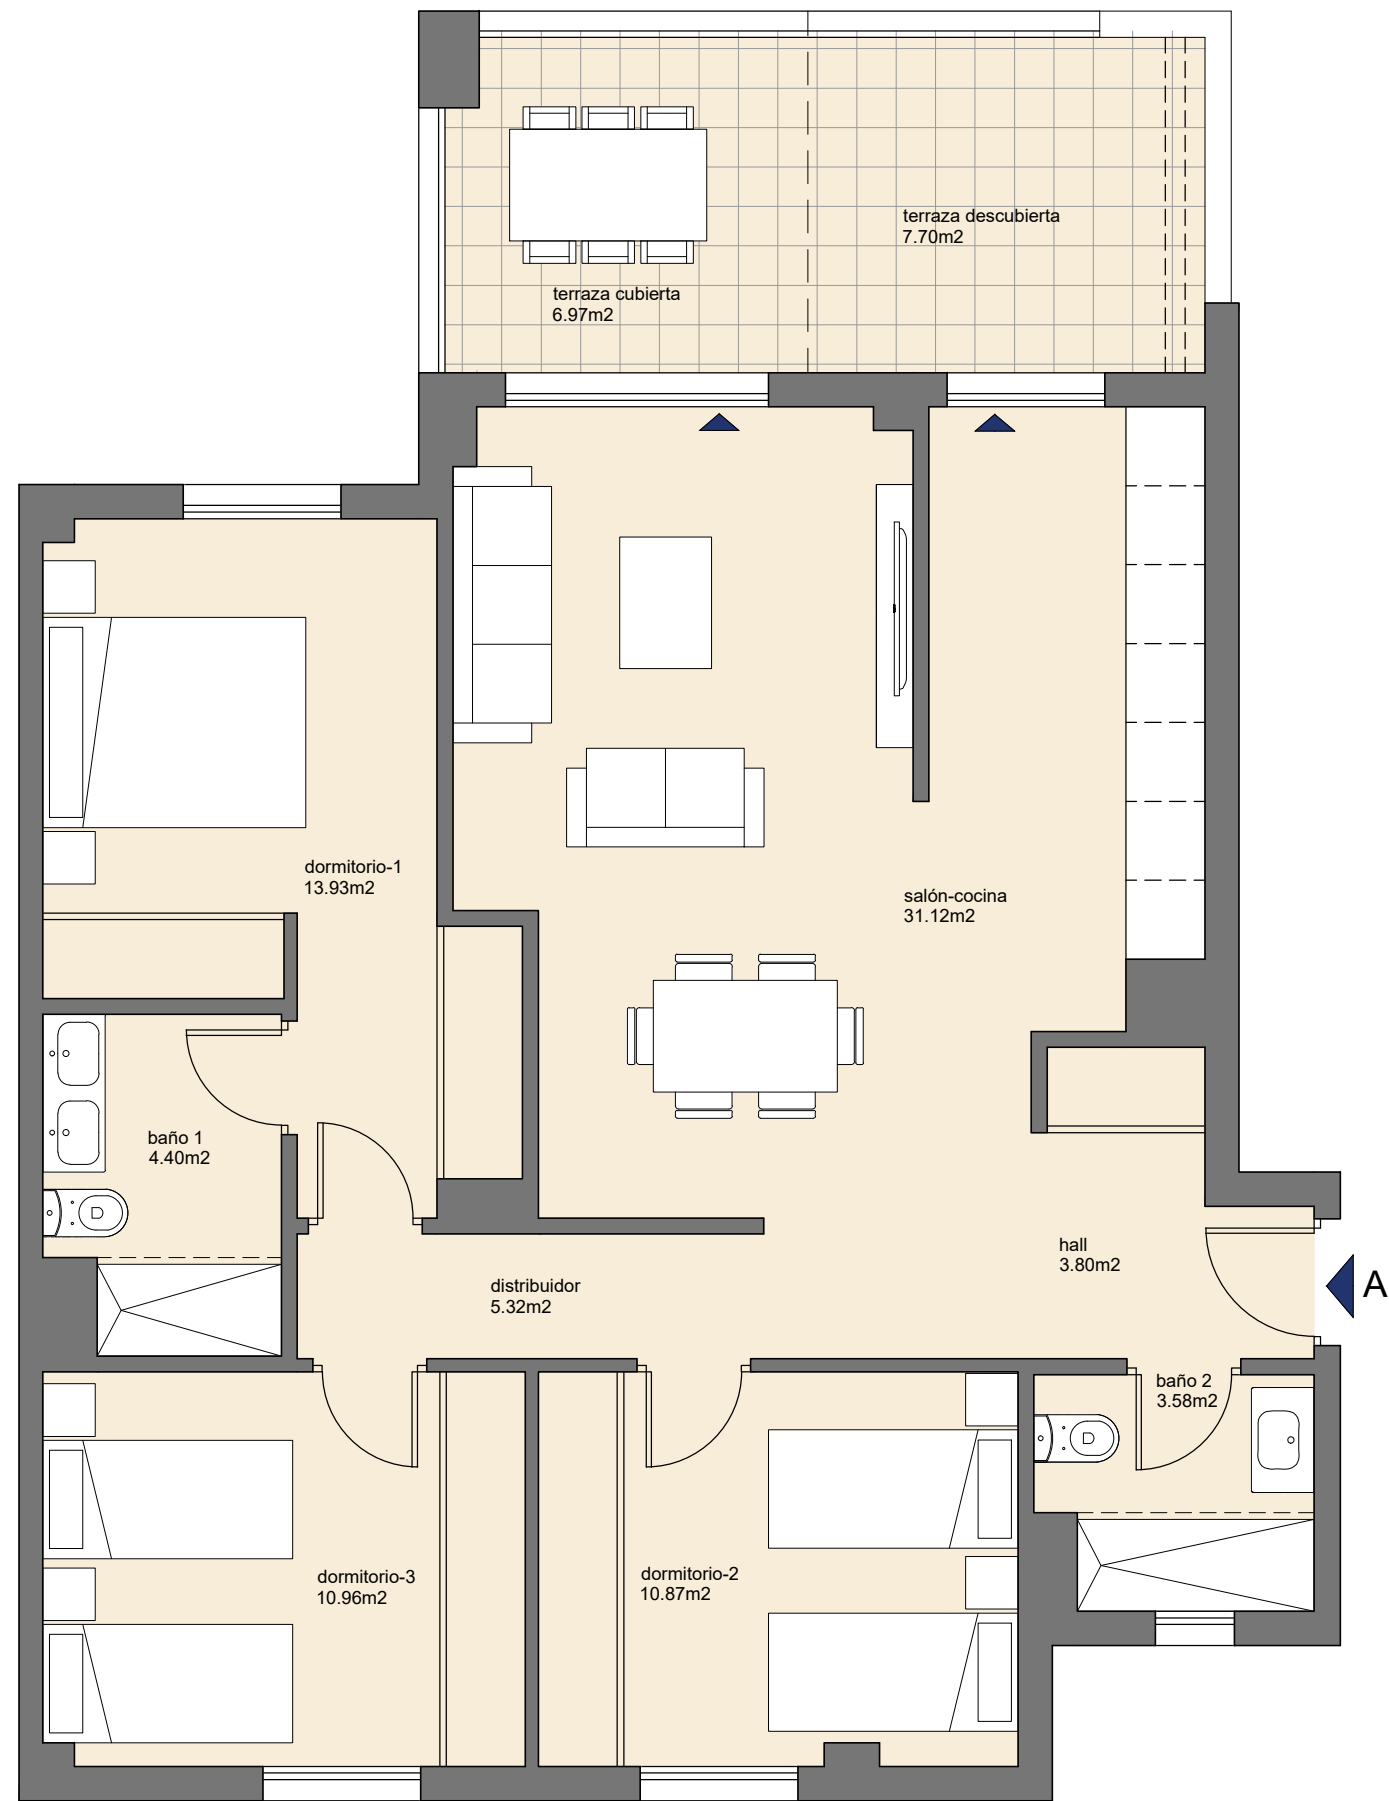 terraza descubierta
7.70m2
terraza cubierta
6.97m2
dormitorio-1
13.93m2
salón-cocina
31.12m2
baño 1
4.40m2
hall
3.80m2
A
distribuidor
5.32m2
baño 2
3.58m2
dormitorio-3
10.96m2
dormitorio-2
10.87m2